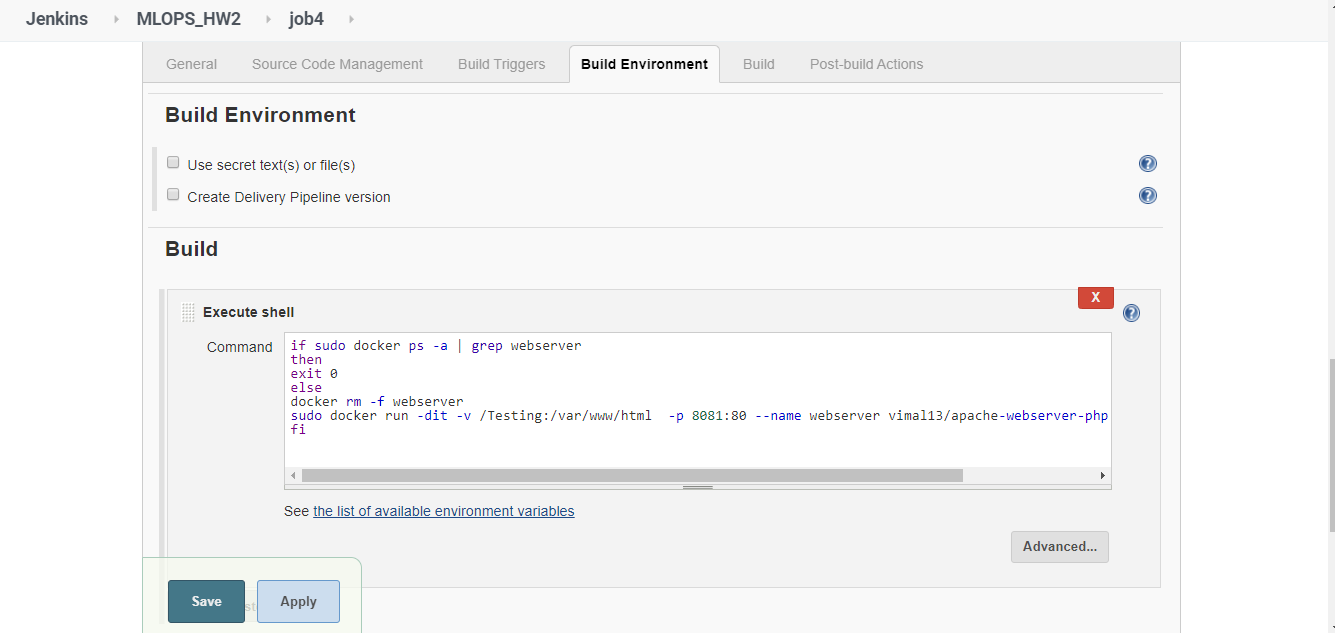 Jenkins MLOPS_HW2 job4
General Source Code Management Build Triggers Build Environment Build Post-build Actions
Build Environment
Use secret text(s) or file(s)
Create Delivery Pipeline version
Build
X
Execute shell
Command
if sudo docker ps -a | grep webserver
then
exit 0
else
docker rm -f webserver
sudo docker run -dit -v /Testing:/var/www/html  -p 8081:80 --name webserver vimal13/apache-webserver-php
fi
See the list of available environment variables
Advanced...
Save Apply